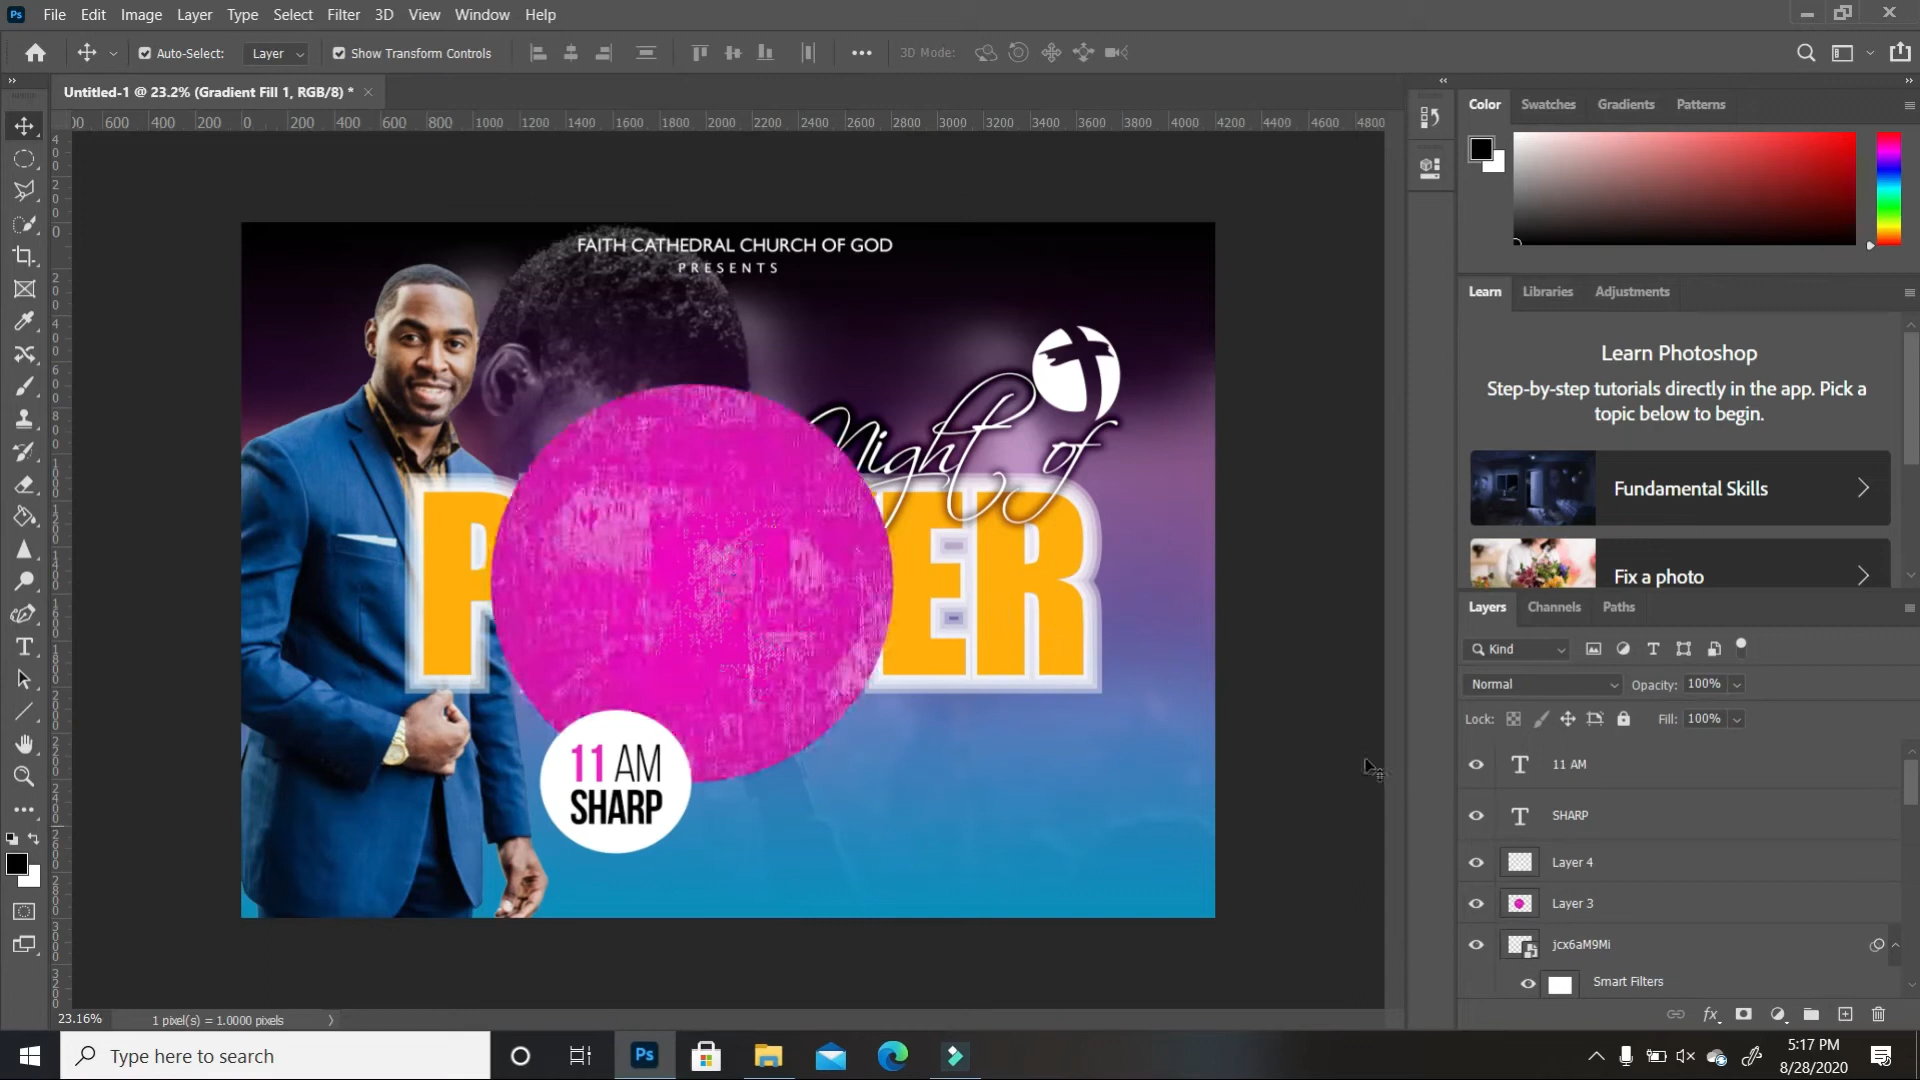 Ps File Edit Image Layer Type Select Filter 3D View Window Help
Auto-Select: Layer Show Transform Controls 3D Mode:
Untitled-1 @ 23.2% (Gradient Fill 1, RGB/8) *
600 400 200 0 200 400 600 800 1000 1200 1400 1600 1800 2000 2200 2400 2600 2800 3000 3200 3400 3600 3800 4000 4200 4400 4600 4800
FAITH CATHEDRAL CHURCH OF GOD
PRESENTS
Night of
P ER
11 AM
SHARP
Color Swatches Gradients Patterns
Learn Libraries Adjustments
Learn Photoshop
Step-by-step tutorials directly in the app. Pick a
topic below to begin.
Fundamental Skills
Fix a photo
Layers Channels Paths
Kind
Normal Opacity: 100%
Lock: Fill: 100%
11 AM
SHARP
Layer 4
Layer 3
jcx6aM9Mi
Smart Filters
fx
23.16% 1 pixel(s) = 1.0000 pixels
Type here to search
Ps
5:17 PM
8/28/2020